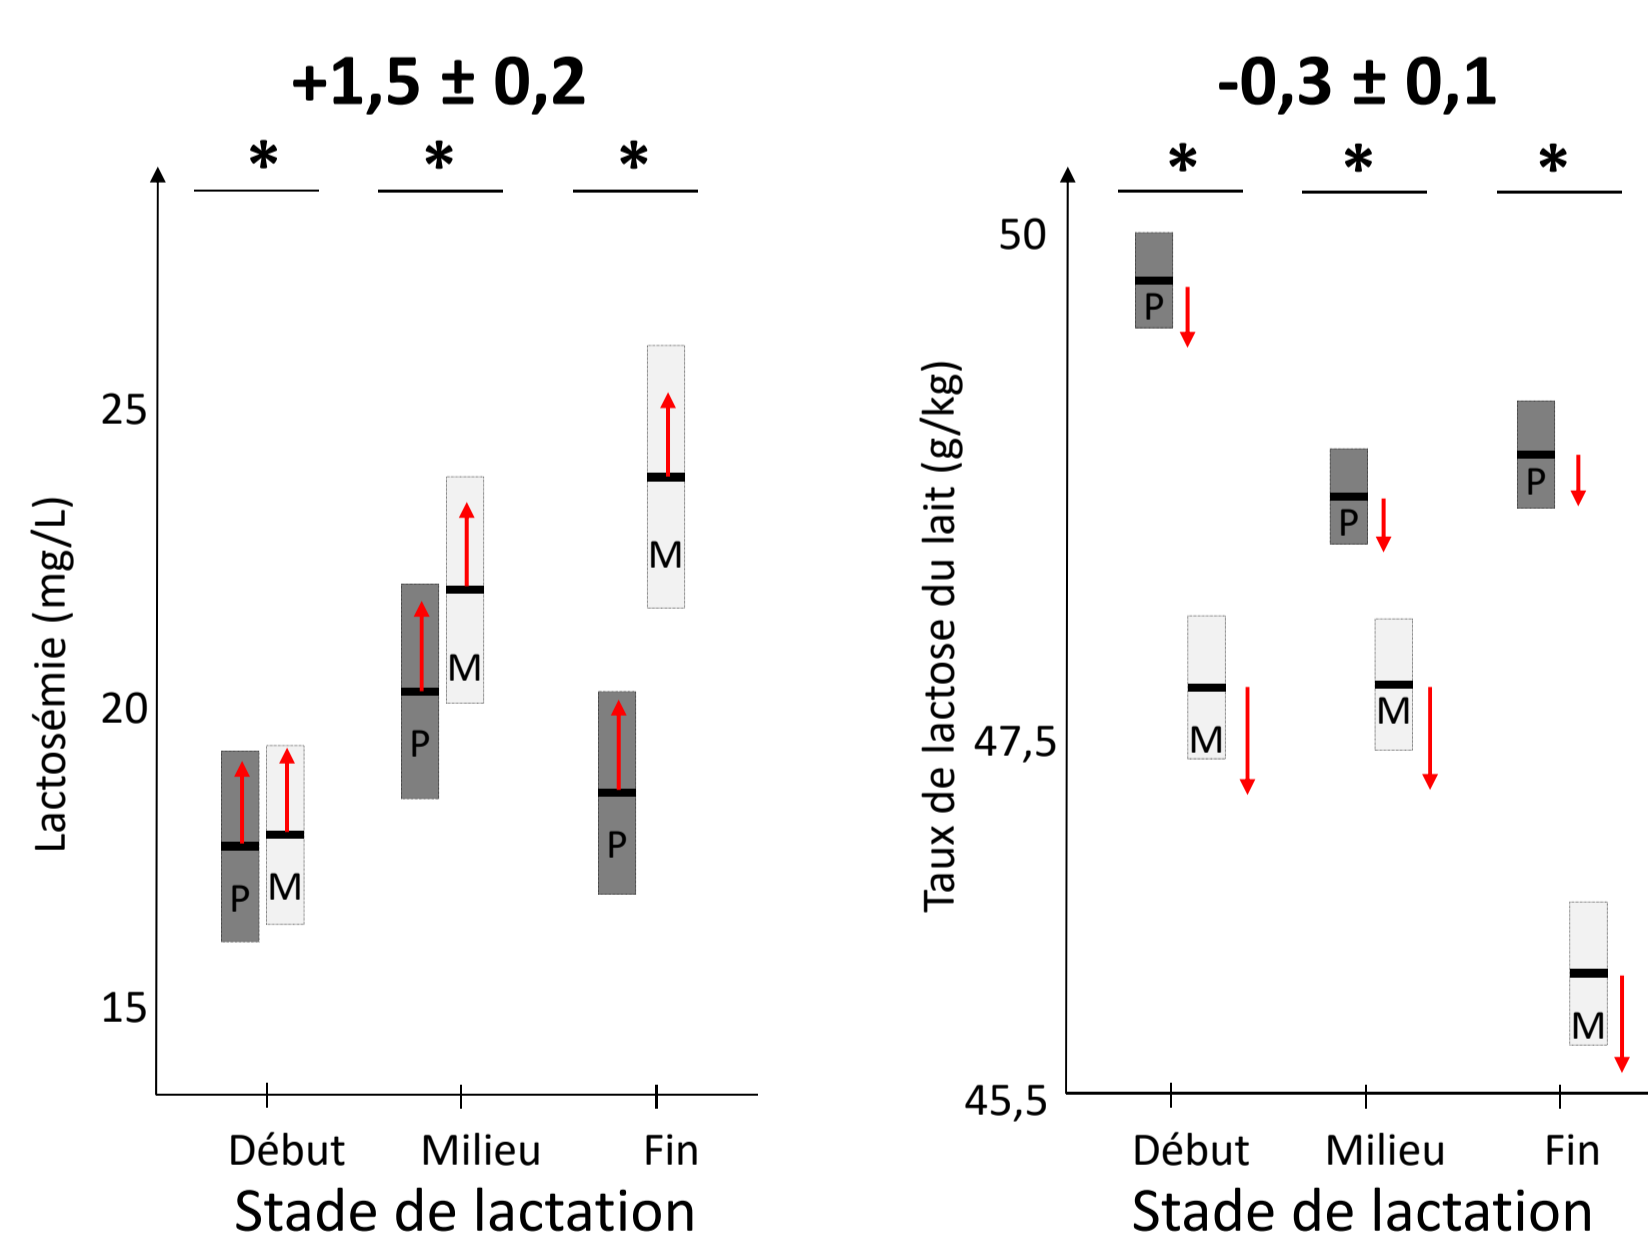 +1,5 ± 0,2
* * *
Lactosémie (mg/L)
25
20
15
P M
P M
P M
Début Milieu Fin
Stade de lactation
-0,3 ± 0,1
* * *
Taux de lactose du lait (g/kg)
50
47,5
45,5
P M
P M
P M
Début Milieu Fin
Stade de lactation